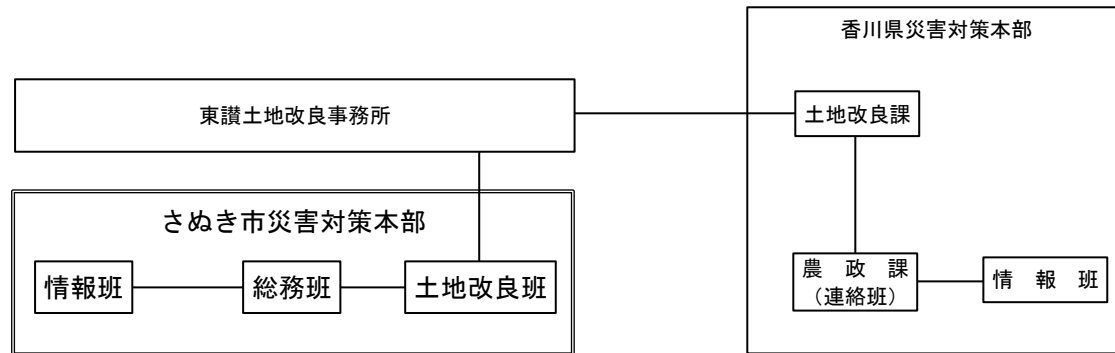 香川県災害対策本部
東讃土地改良事務所
土地改良課
さぬき市災害対策本部
情報班
総務班
土地改良班
農　政　課
（連絡班）
情　報　班